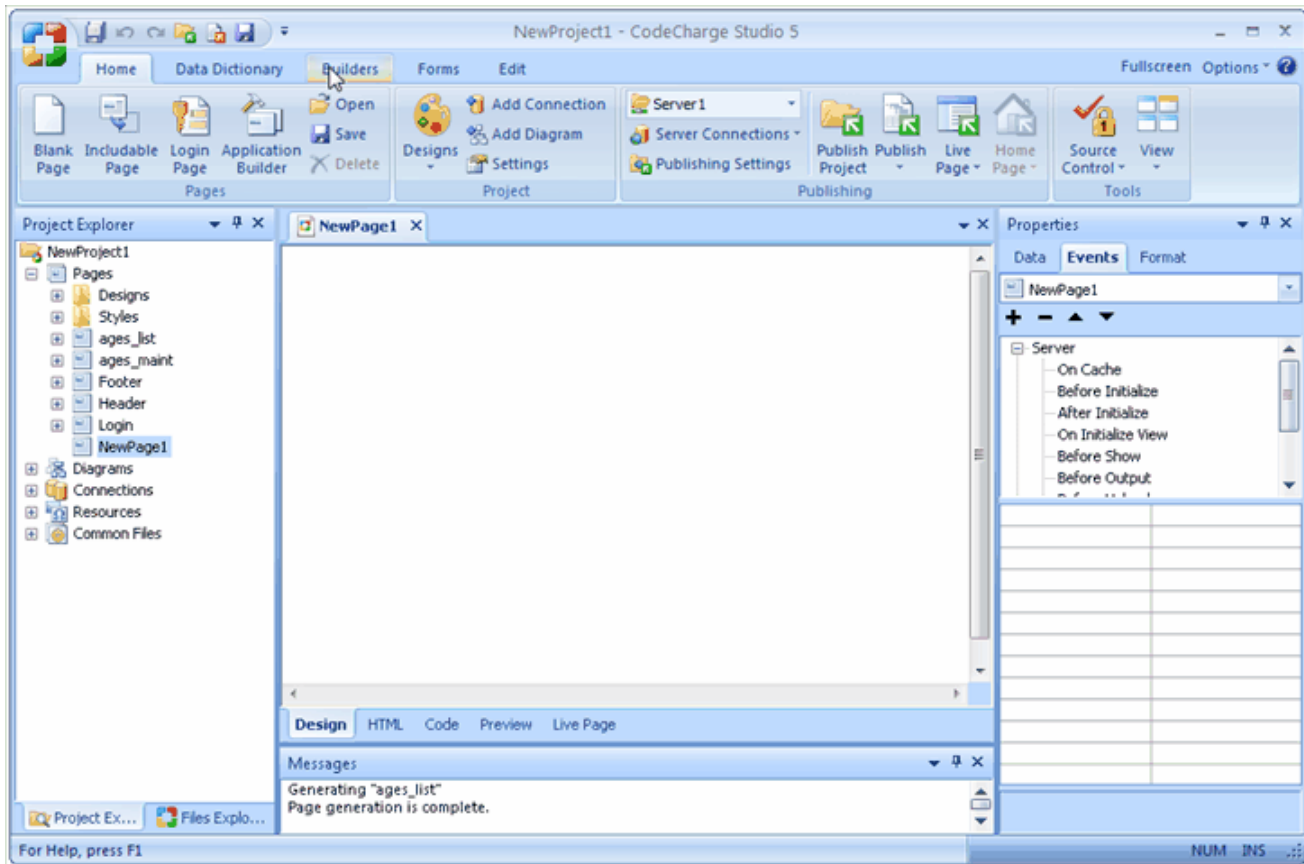 NewProject1 - CodeCharge Studio 5
Home Data Dictionary Builders Forms Edit Fullscreen Options
Blank Page
Includable Page
Login Page
Application Builder
Open
Save
Delete
Pages
Designs
Add Connection
Add Diagram
Settings
Project
Server1
Server Connections
Publishing Settings
Publish Project
Publish
Live Page
Home Page
Publishing
Source Control
View
Tools
Project Explorer
NewProject1
Pages
Designs
Styles
ages_list
ages_maint
Footer
Header
Login
NewPage1
Diagrams
Connections
Resources
Common Files
Project Ex...
Files Explo...
NewPage1
Design HTML Code Preview Live Page
Messages
Generating "ages_list"
Page generation is complete.
Properties
Data Events Format
NewPage1
Server
On Cache
Before Initialize
After Initialize
On Initialize View
Before Show
Before Output
For Help, press F1
NUM INS